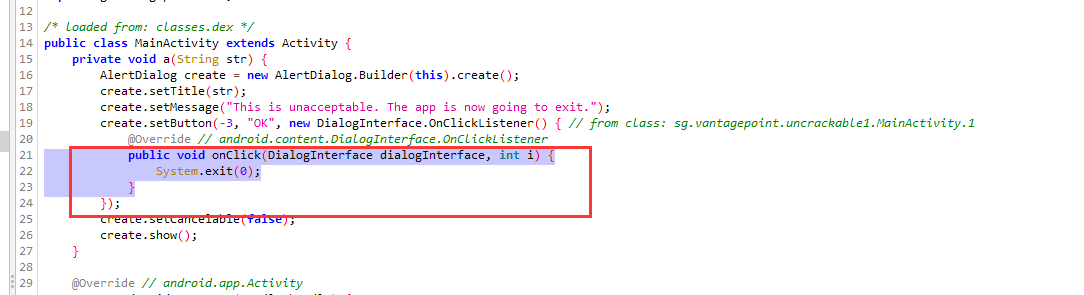 12
13 /* loaded from: classes.dex */
14 public class MainActivity extends Activity {
15 private void a(String str) {
16 AlertDialog create = new AlertDialog.Builder(this).create();
17 create.setTitle(str);
18 create.setMessage("This is unacceptable. The app is now going to exit.");
19 create.setButton(-3, "OK", new DialogInterface.OnClickListener() { // from class: sg.vantagepoint.uncrackable1.MainActivity.1
20 @Override // android.content.DialogInterface.OnClickListener
21 public void onClick(DialogInterface dialogInterface, int i) {
22 System.exit(0);
23 }
24 });
25 create.setCancelable(false);
26 create.show();
27 }
28
29 @Override // android.app.Activity